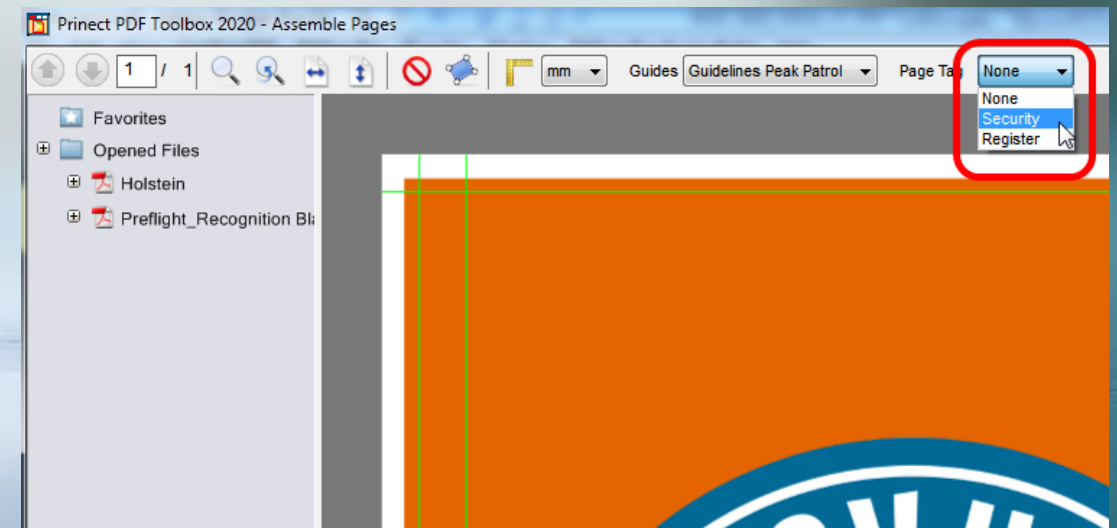 Prinect PDF Toolbox 2020 - Assemble Pages
1 / 1 mm Guides Guidelines Peak Patrol Page Tag None
None
Security
Register
Favorites
Opened Files
Holstein
Preflight_Recognition